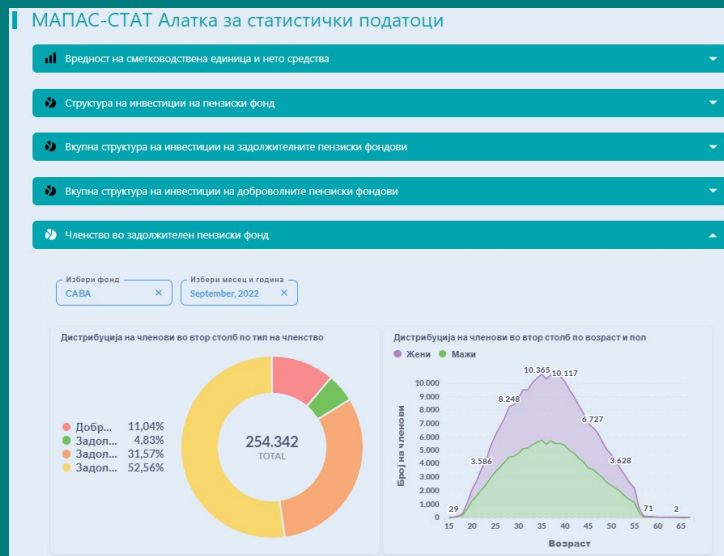 МАПАС-СТАТ Алатка за статистички податоци
Вредност на сметководствена единица и нето средства
Структура на инвестиции на пензиски фонд
Вкупна структура на инвестиции на задолжителните пензиски фондови
Вкупна структура на инвестиции на доброволните пензиски фондови
Членство во задолжителен пензиски фонд
Избери фонд
САВА
Избери месец и година
September, 2022
Дистрибуција на членови во втор столб по тип на членство
Добр... 11,04%
Задол... 4,83%
Задол... 31,57%
Задол... 52,56%
254.342
TOTAL
Дистрибуција на членови во втор столб по возраст и пол
Жени Мажи
Број на членови
10.000
9.000
8.000
7.000
6.000
5.000
4.000
3.000
2.000
1.000
0
29
3.586
8.248
10.365
10.117
6.727
3.628
71
2
15 20 25 30 35 40 45 50 55 60 65
Возраст